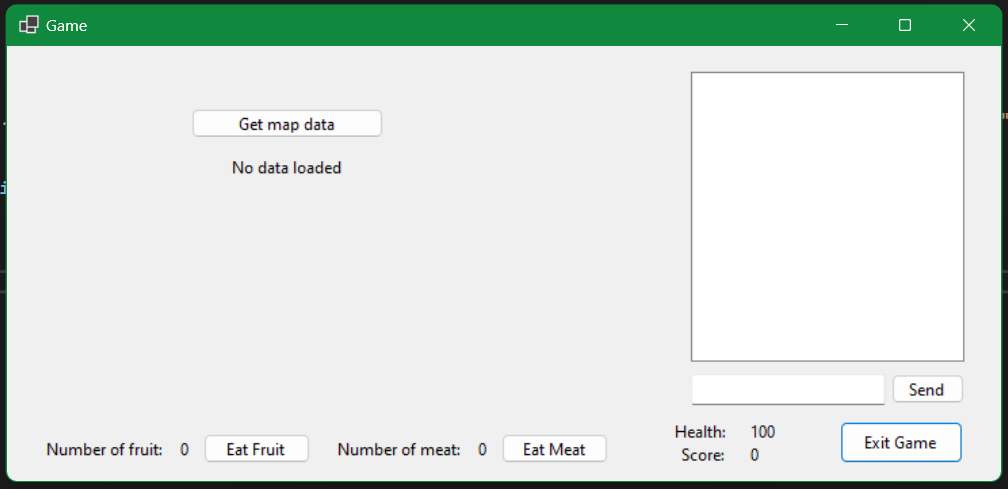 Game
Get map data
No data loaded
Send
Health: 100
Score: 0
Exit Game
Number of fruit: 0 Eat Fruit Number of meat: 0 Eat Meat